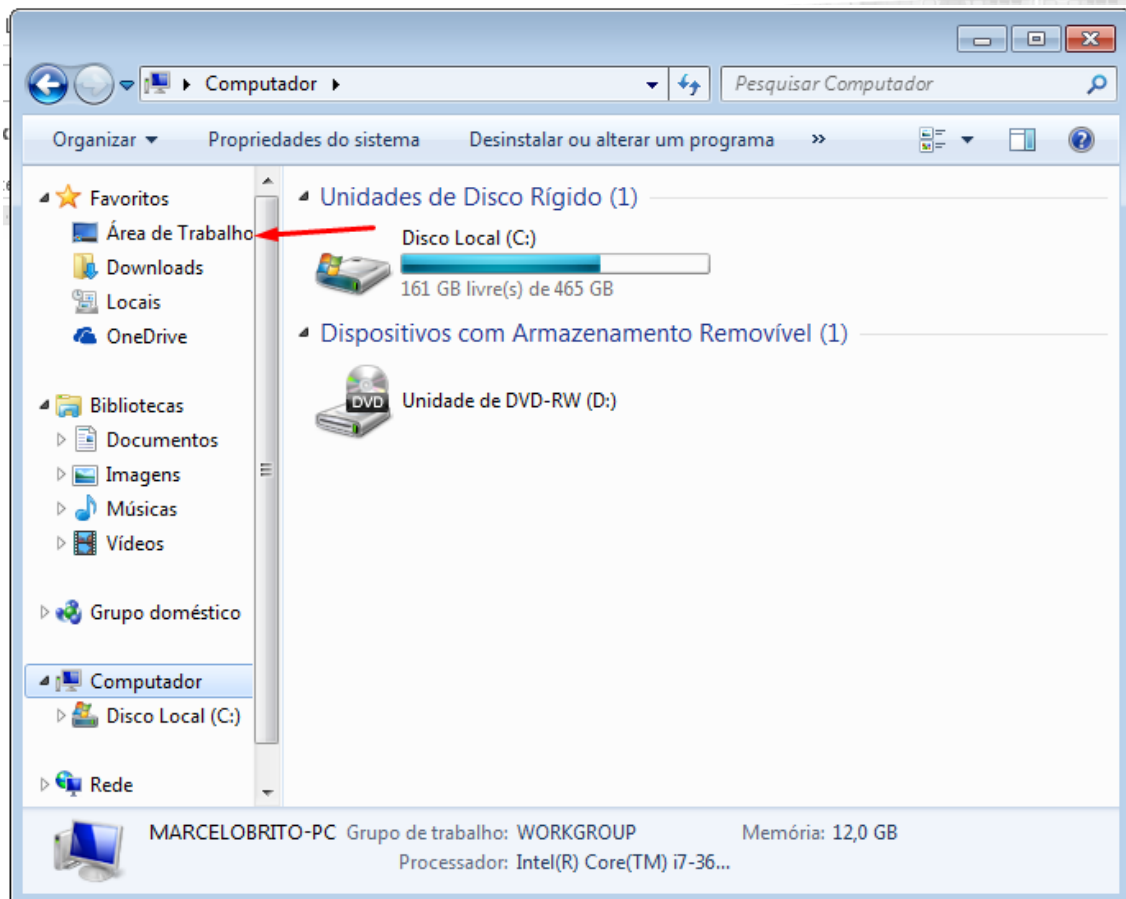 Computador
Pesquisar Computador
Organizar
Propriedades do sistema
Desinstalar ou alterar um programa
»
Favoritos
Área de Trabalho
Downloads
Locais
OneDrive
Bibliotecas
Documentos
Imagens
Músicas
Vídeos
Grupo doméstico
Computador
Disco Local (C:)
Rede
Unidades de Disco Rígido (1)
Disco Local (C:)
161 GB livre(s) de 465 GB
Dispositivos com Armazenamento Removível (1)
DVD
Unidade de DVD-RW (D:)
MARCELOBRITO-PC Grupo de trabalho: WORKGROUP Memória: 12,0 GB
Processador: Intel(R) Core(TM) i7-36...